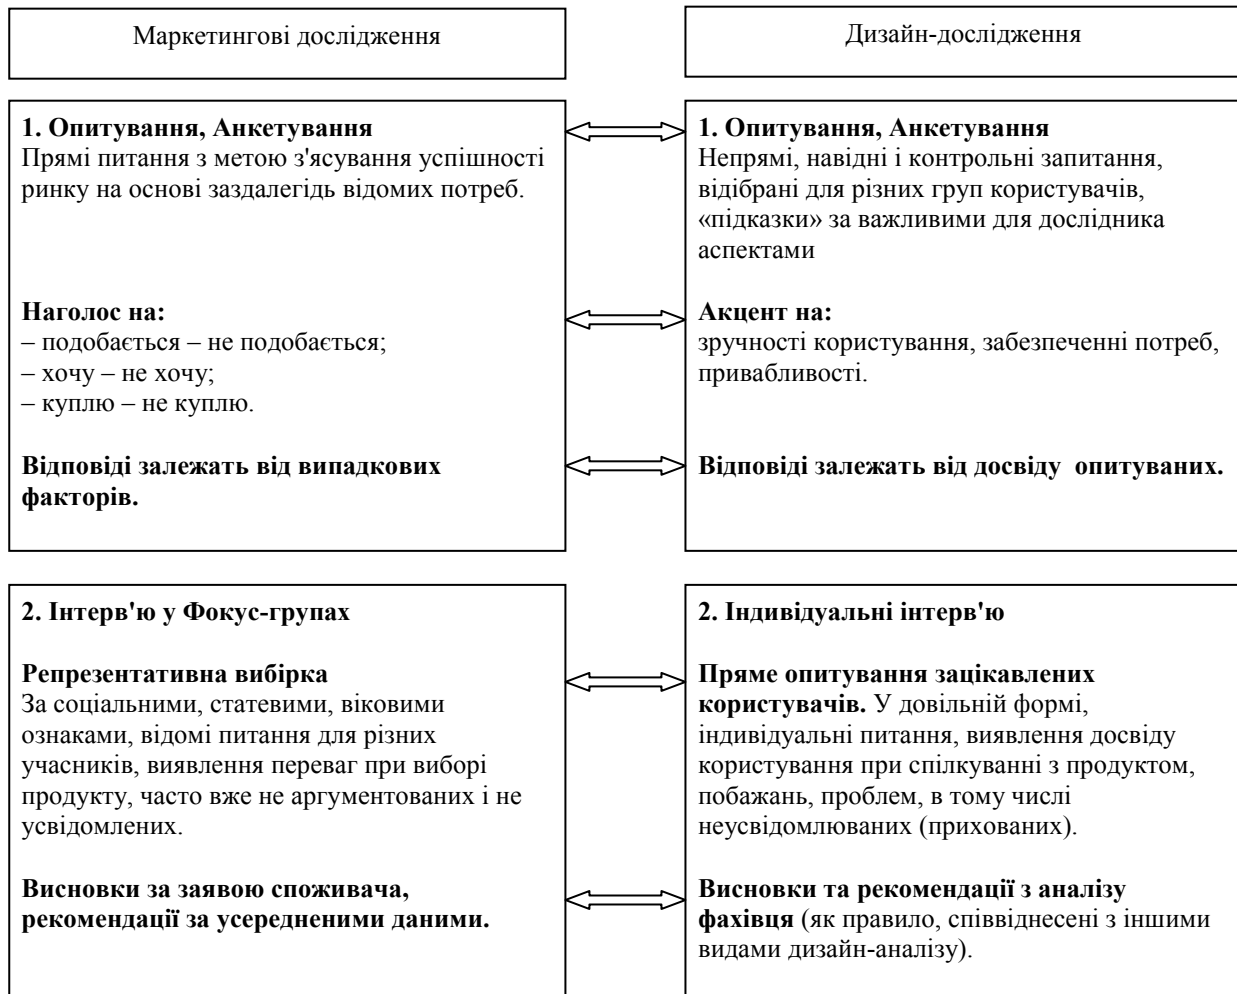 Маркетингові дослідження
Дизайн-дослідження
1. Опитування, Анкетування
Прямі питання з метою з'ясування успішності
ринку на основі заздалегідь відомих потреб.
Наголос на:
– подобається – не подобається;
– хочу – не хочу;
– куплю – не куплю.
Відповіді залежать від випадкових
факторів.
1. Опитування, Анкетування
Непрямі, навідні і контрольні запитання,
відібрані для різних груп користувачів,
«підказки» за важливими для дослідника
аспектами
Акцент на:
зручності користування, забезпеченні потреб,
привабливості.
Відповіді залежать від досвіду опитуваних.
2. Інтерв'ю у Фокус-групах
Репрезентативна вибірка
За соціальними, статевими, віковими
ознаками, відомі питання для різних
учасників, виявлення переваг при виборі
продукту, часто вже не аргументованих і не
усвідомлених.
Висновки за заявою споживача,
рекомендації за усередненими даними.
2. Індивідуальні інтерв'ю
Пряме опитування зацікавлених
користувачів. У довільній формі,
індивідуальні питання, виявлення досвіду
користування при спілкуванні з продуктом,
побажань, проблем, в тому числі
неусвідомлюваних (прихованих).
Висновки та рекомендації з аналізу
фахівця (як правило, співвіднесені з іншими
видами дизайн-аналізу).